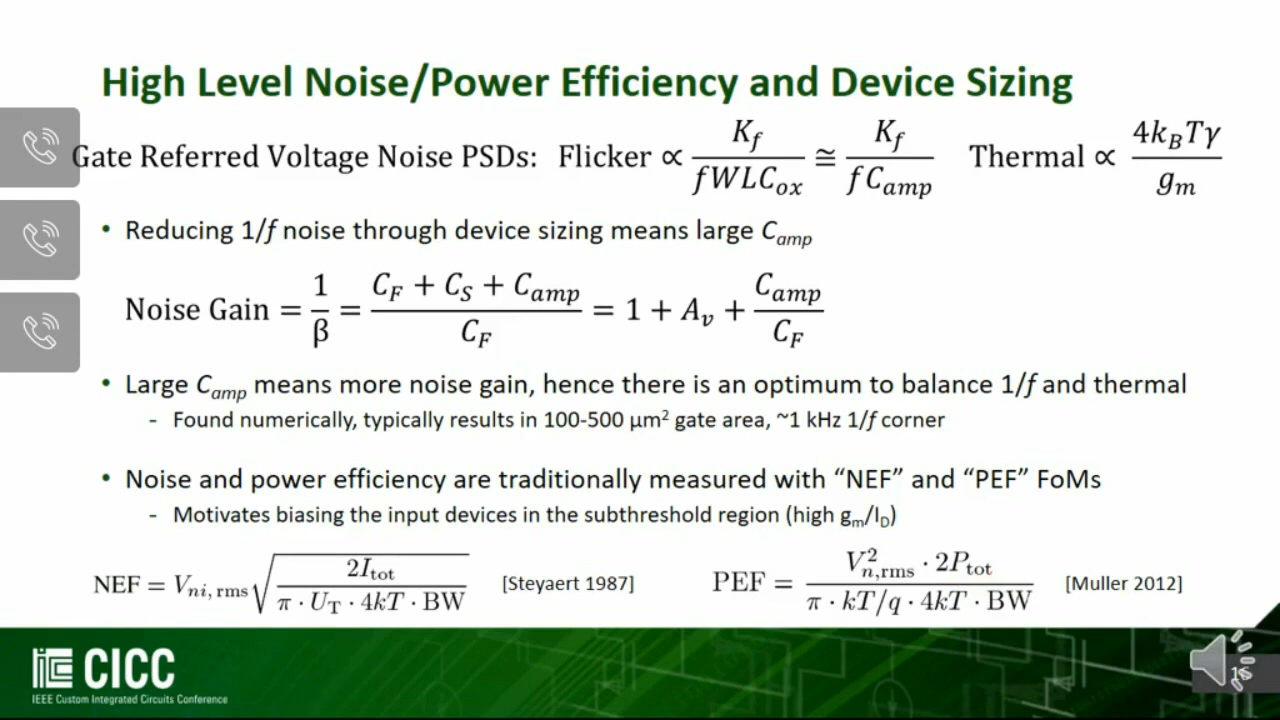 High Level Noise/Power Efficiency and Device Sizing
Gate Referred Voltage Noise PSDs: Flicker ∝ K_f / (fWLC_ox) ≅ K_f / (fC_amp) Thermal ∝ 4k_BTγ / g_m
• Reducing 1/f noise through device sizing means large C_amp
Noise Gain = 1/β = (C_F + C_S + C_amp) / C_F = 1 + A_v + C_amp / C_F
• Large C_amp means more noise gain, hence there is an optimum to balance 1/f and thermal
- Found numerically, typically results in 100-500 µm² gate area, ~1 kHz 1/f corner
• Noise and power efficiency are traditionally measured with “NEF” and “PEF” FoMs
- Motivates biasing the input devices in the subthreshold region (high g_m/I_D)
NEF = V_ni,rms √(2I_tot / (π · U_T · 4kT · BW)) [Steyaert 1987] PEF = (V²_n,rms · 2P_tot) / (π · kT/q · 4kT · BW) [Muller 2012]
CICC
IEEE Custom Integrated Circuits Conference